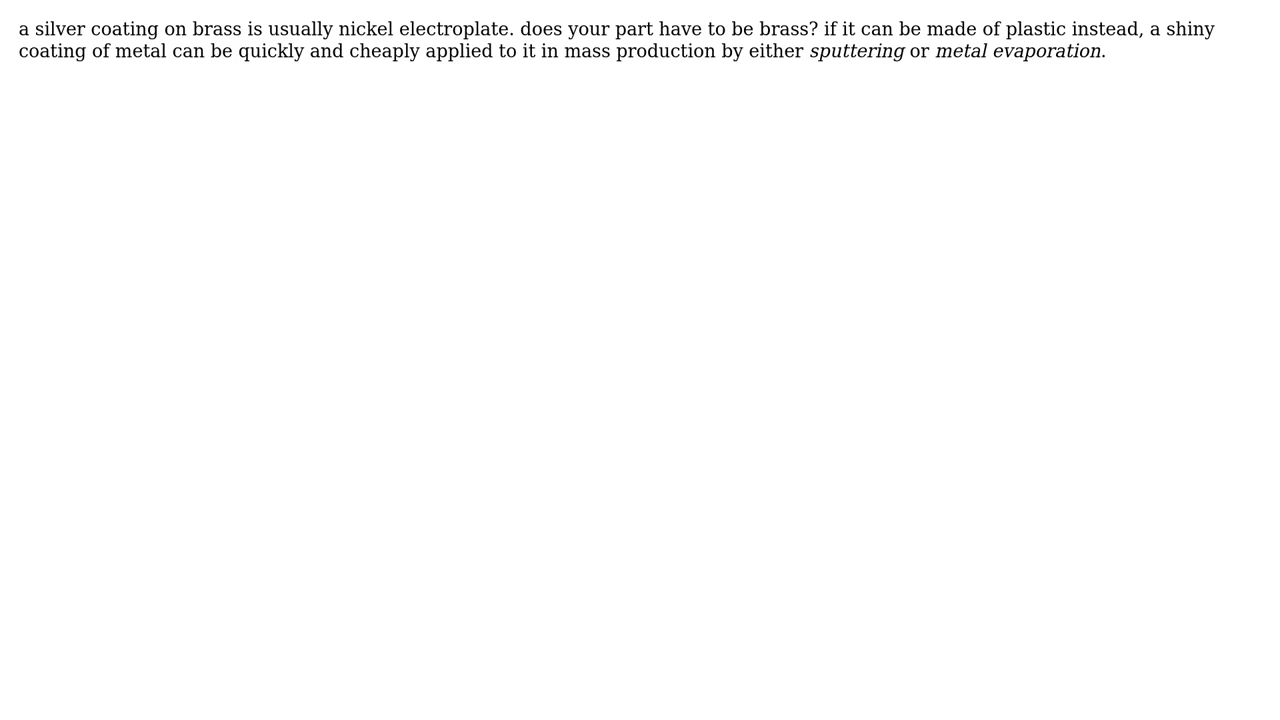 a silver coating on brass is usually nickel electroplate. does your part have to be brass? if it can be made of plastic instead, a shiny
coating of metal can be quickly and cheaply applied to it in mass production by either sputtering or metal evaporation.